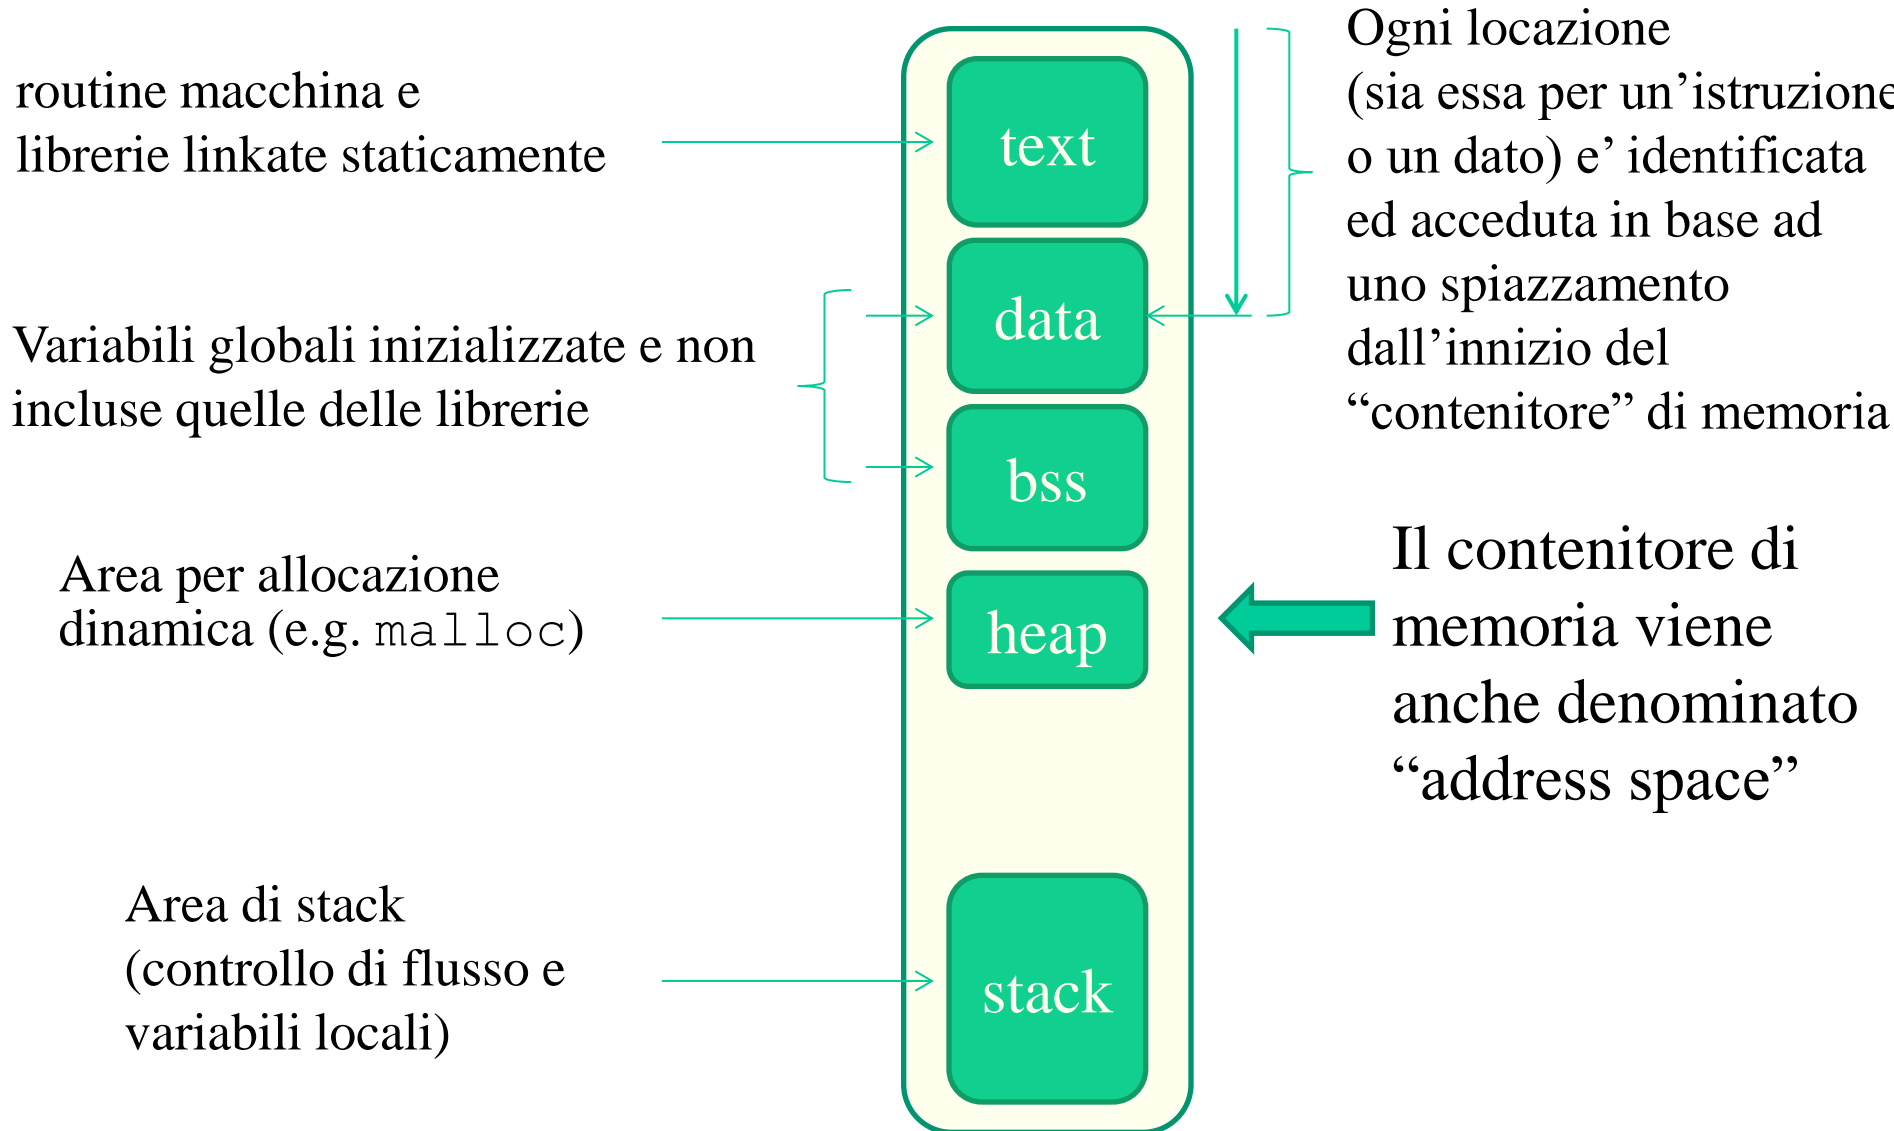 routine macchina e
librerie linkate staticamente
Variabili globali inizializzate e non
incluse quelle delle librerie
Area per allocazione
dinamica (e.g. malloc)
Area di stack
(controllo di flusso e
variabili locali)
text
data
bss
heap
stack
Ogni locazione
(sia essa per un’istruzione
o un dato) e’ identificata
ed acceduta in base ad
uno spiazzamento
dall’innizio del
“contenitore” di memoria
Il contenitore di
memoria viene
anche denominato
“address space”